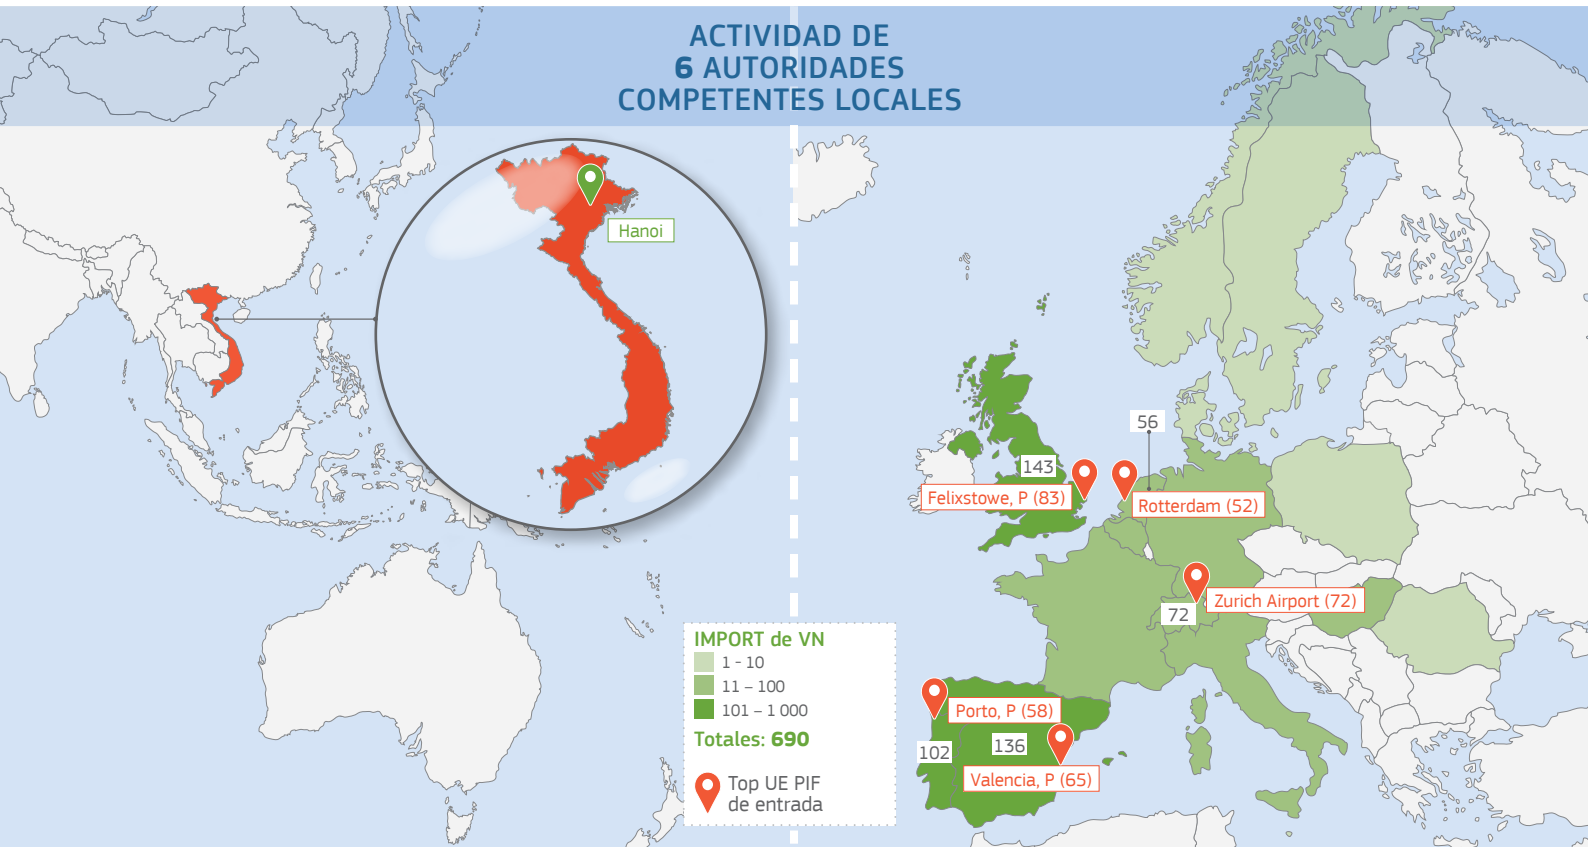 ACTIVIDAD DE
6 AUTORIDADES
COMPETENTES LOCALES
Hanoi
56
143
Felixstowe, P (83)
Rotterdam (52)
Zurich Airport (72)
72
IMPORT de VN
1 - 10
11 – 100
101 – 1 000
Totales: 690
Top UE PIF
de entrada
Porto, P (58)
102
136
Valencia, P (65)